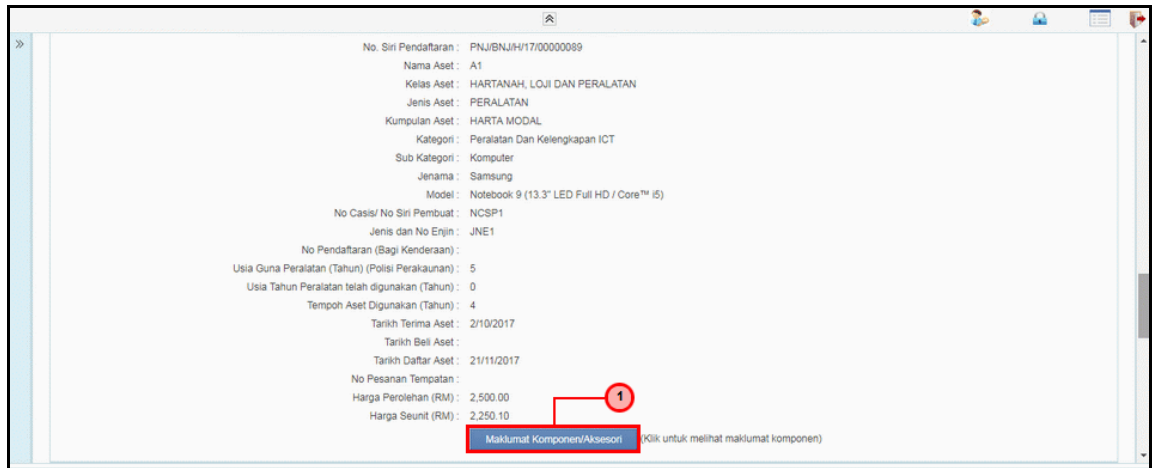 No. Siri Pendaftaran : PNJ/BNJ/H/17/00000089
Nama Aset : A1
Kelas Aset : HARTANAH, LOJI DAN PERALATAN
Jenis Aset : PERALATAN
Kumpulan Aset : HARTA MODAL
Kategori : Peralatan Dan Kelengkapan ICT
Sub Kategori : Komputer
Jenama : Samsung
Model : Notebook 9 (13.3" LED Full HD / Core™ i5)
No Casis/ No Siri Pembuat : NCSP1
Jenis dan No Enjin : JNE1
No Pendaftaran (Bagi Kenderaan) :
Usia Guna Peralatan (Tahun) (Polisi Perakaunan) : 5
Usia Tahun Peralatan telah digunakan (Tahun) : 0
Tempoh Aset Digunakan (Tahun) : 4
Tarikh Terima Aset : 2/10/2017
Tarikh Beli Aset :
Tarikh Daftar Aset : 21/11/2017
No Pesanan Tempatan :
Harga Perolehan (RM) : 2,500.00
1
Harga Seunit (RM) : 2,250.10
Maklumat Komponen/Aksesori (Klik untuk melihat maklumat komponen)